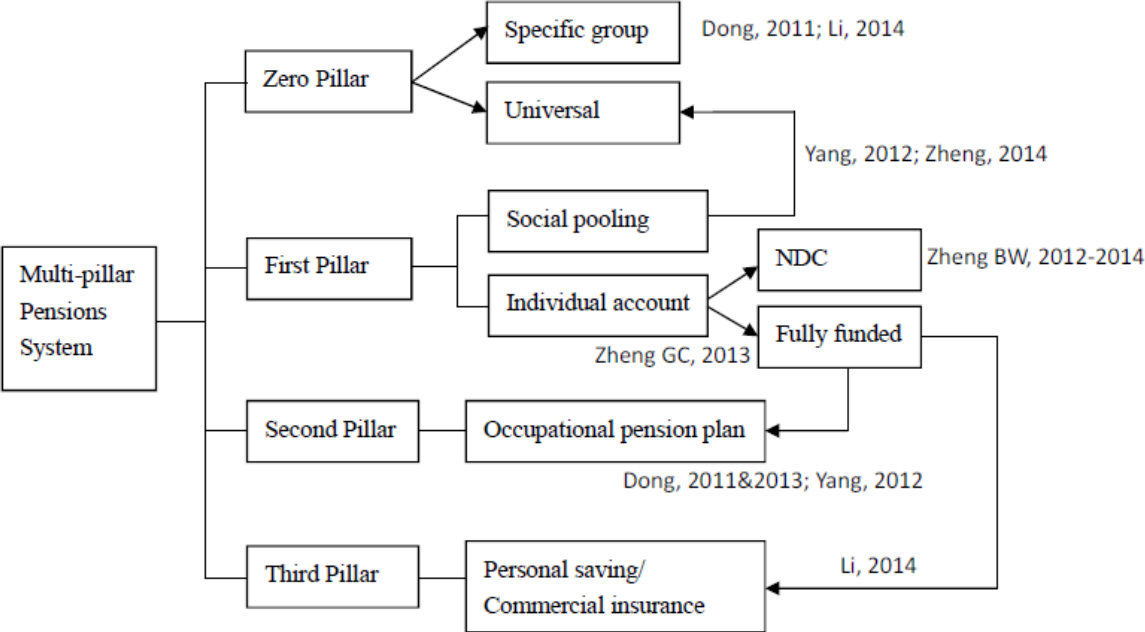 Specific group
Dong, 2011; Li, 2014
Zero Pillar
Universal
Yang, 2012; Zheng, 2014
Social pooling
First Pillar
NDC
Zheng BW, 2012-2014
Multi-pillar
Pensions
System
Individual account
Fully funded
Zheng GC, 2013
Second Pillar
Occupational pension plan
Dong, 2011&2013; Yang, 2012
Third Pillar
Personal saving/
Commercial insurance
Li, 2014